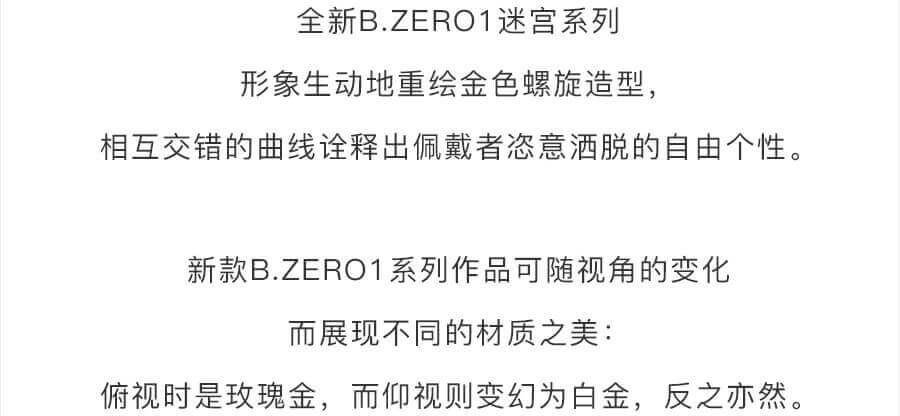 全新B.ZERO1迷宫系列
形象生动地重绘金色螺旋造型，
相互交错的曲线诠释出佩戴者恣意洒脱的自由个性。
新款B.ZERO1系列作品可随视角的变化
而展现不同的材质之美：
俯视时是玫瑰金，而仰视则变幻为白金，反之亦然。